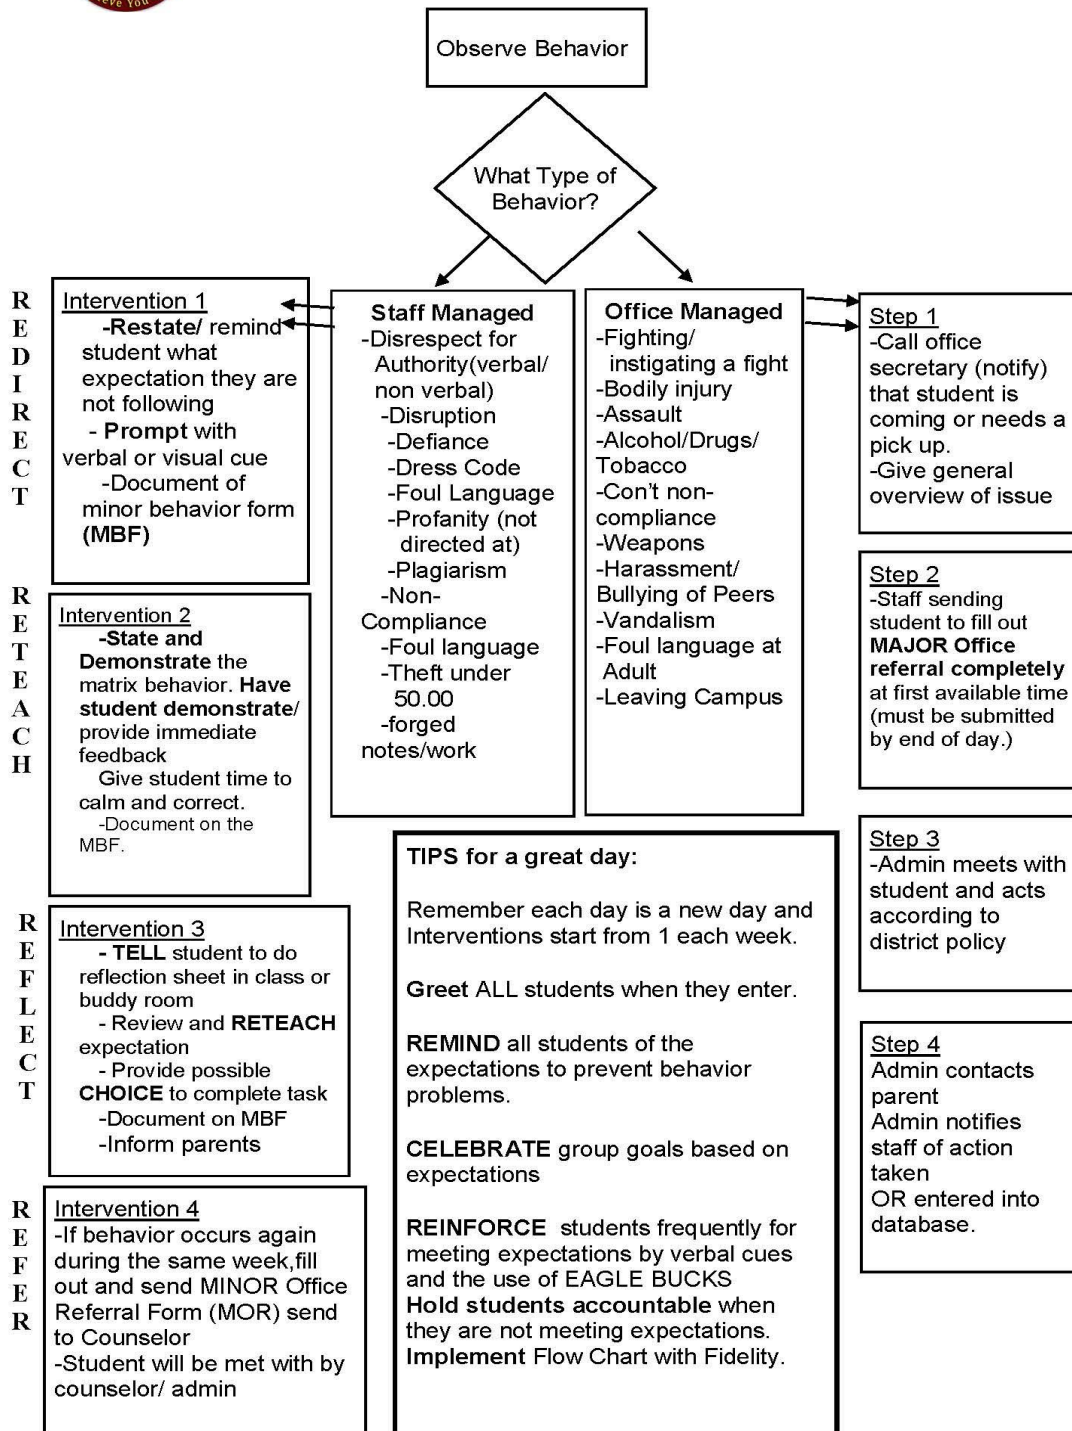 eve You
Observe Behavior
What Type of
Behavior?
REDIRECT
Intervention 1
-Restate/ remind
student what
expectation they are
not following
- Prompt with
verbal or visual cue
-Document of
minor behavior form
(MBF)
RETEACH
Intervention 2
-State and
Demonstrate the
matrix behavior. Have
student demonstrate/
provide immediate
feedback
Give student time to
calm and correct.
-Document on the
MBF.
REFLECT
Intervention 3
- TELL student to do
reflection sheet in class or
buddy room
- Review and RETEACH
expectation
- Provide possible
CHOICE to complete task
-Document on MBF
-Inform parents
REFER
Intervention 4
-If behavior occurs again
during the same week,fill
out and send MINOR Office
Referral Form (MOR) send
to Counselor
-Student will be met with by
counselor/ admin
Staff Managed
-Disrespect for
Authority(verbal/
non verbal)
-Disruption
-Defiance
-Dress Code
-Foul Language
-Profanity (not
directed at)
-Plagiarism
-Non-
Compliance
-Foul language
-Theft under
50.00
-forged
notes/work
Office Managed
-Fighting/
instigating a fight
-Bodily injury
-Assault
-Alcohol/Drugs/
Tobacco
-Con't non-
compliance
-Weapons
-Harassment/
Bullying of Peers
-Vandalism
-Foul language at
Adult
-Leaving Campus
Step 1
-Call office
secretary (notify)
that student is
coming or needs a
pick up.
-Give general
overview of issue
Step 2
-Staff sending
student to fill out
MAJOR Office
referral completely
at first available time
(must be submitted
by end of day.)
Step 3
-Admin meets with
student and acts
according to
district policy
Step 4
Admin contacts
parent
Admin notifies
staff of action
taken
OR entered into
database.
TIPS for a great day:
Remember each day is a new day and
Interventions start from 1 each week.
Greet ALL students when they enter.
REMIND all students of the
expectations to prevent behavior
problems.
CELEBRATE group goals based on
expectations
REINFORCE students frequently for
meeting expectations by verbal cues
and the use of EAGLE BUCKS
Hold students accountable when
they are not meeting expectations.
Implement Flow Chart with Fidelity.